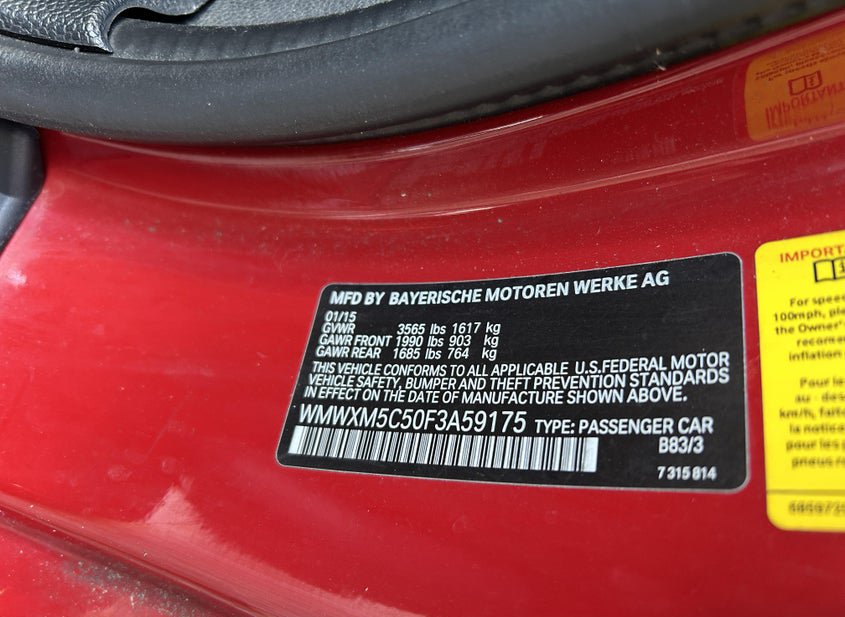 IMPORTANT
MFD BY BAYERISCHE MOTOREN WERKE AG
01/15
GVWR 3565 lbs 1617 kg
GAWR FRONT 1990 lbs 903 kg
GAWR REAR 1685 lbs 764 kg
THIS VEHICLE CONFORMS TO ALL APPLICABLE U.S.FEDERAL MOTOR
VEHICLE SAFETY, BUMPER AND THEFT PREVENTION STANDARDS
IN EFFECT ON THE DATE OF MANUFACTURE SHOWN ABOVE.
WMWXM5C50F3A59175 TYPE: PASSENGER CAR
B83/3
7 315 814
IMPORTA
For speed
100mph, ple
the Owner'
recomme
inflation
Pour le
au - des
km/h, faite
la notice
pour les
pneus r